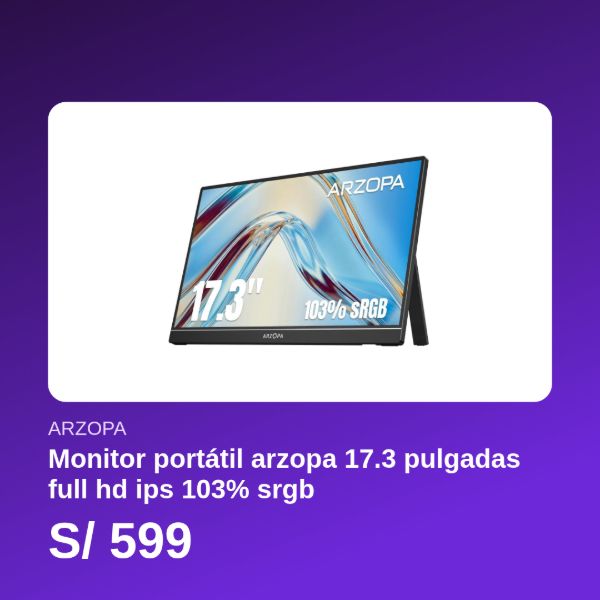 ARZOPA
17.3"
103% sRGB
ARZOPA
ARZOPA
Monitor portátil arzopa 17.3 pulgadas
full hd ips 103% srgb
S/ 599